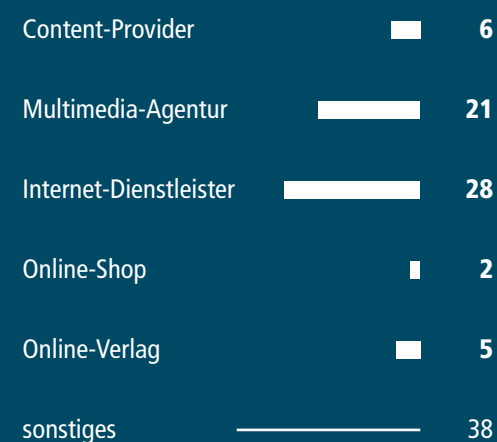 Content-Provider 6
Multimedia-Agentur 21
Internet-Dienstleister 28
Online-Shop 2
Online-Verlag 5
sonstiges 38